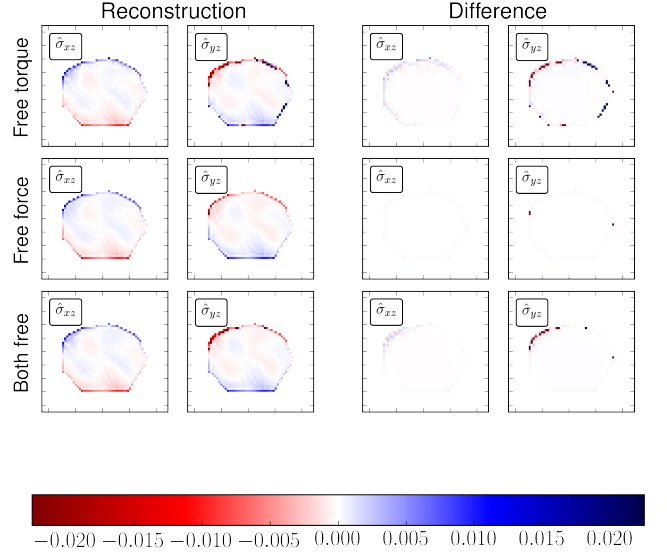 Reconstruction Difference
Free torque
σ̂xz σ̂yz σ̂xz σ̂yz
Free force
σ̂xz σ̂yz σ̂xz σ̂yz
Both free
σ̂xz σ̂yz σ̂xz σ̂yz
−0.020 −0.015 −0.010 −0.005 0.000 0.005 0.010 0.015 0.020